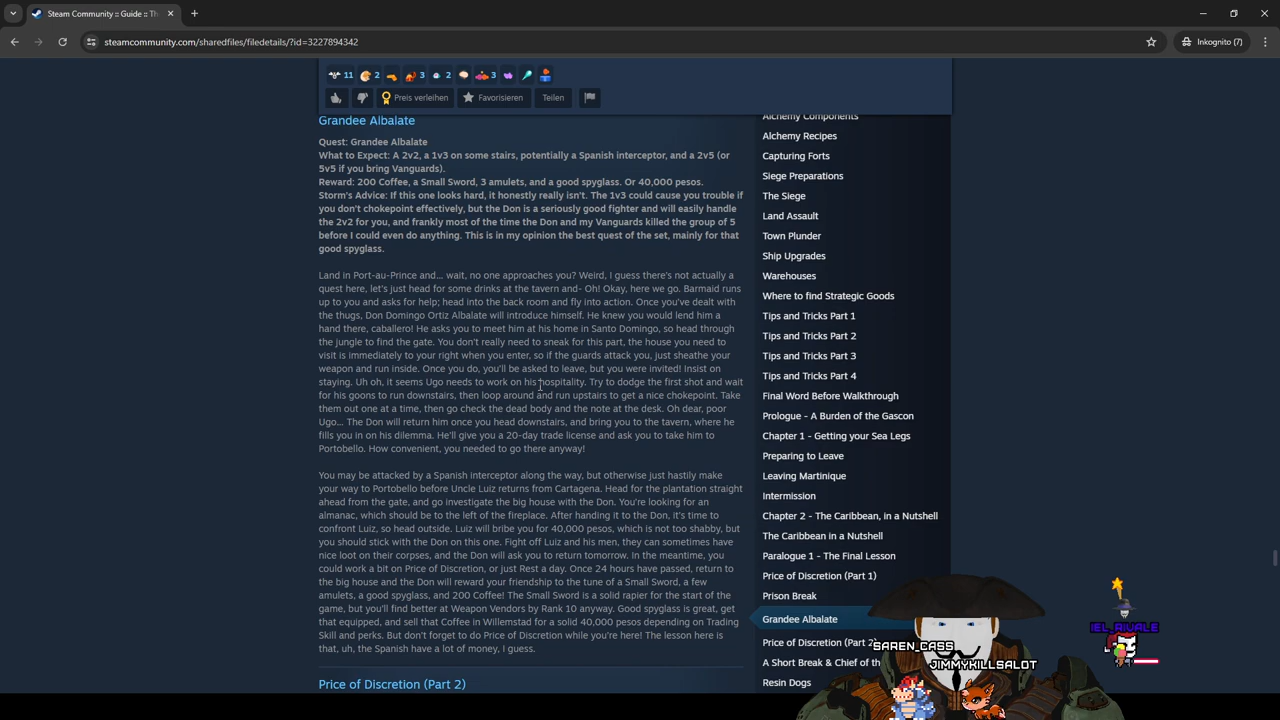 Steam Community :: Guide :: Th
steamcommunity.com/sharedfiles/filedetails/?id=3227894342
Inkognito (7)
11
2
3
2
3
Preis verleihen
Favorisieren
Teilen
Grandee Albalate
Quest: Grandee Albalate
What to Expect: A 2v2, a 1v3 on some stairs, potentially a Spanish interceptor, and a 2v5 (or
5v5 if you bring Vanguards).
Reward: 200 Coffee, a Small Sword, 3 amulets, and a good spyglass. Or 40,000 pesos.
Storm's Advice: If this one looks hard, it honestly really isn't. The 1v3 could cause you trouble if
you don't chokepoint effectively, but the Don is a seriously good fighter and will easily handle
the 2v2 for you, and frankly most of the time the Don and my Vanguards killed the group of 5
before I could even do anything. This is in my opinion the best quest of the set, mainly for that
good spyglass.
Land in Port-au-Prince and... wait, no one approaches you? Weird, I guess there's not actually a
quest here, let's just head for some drinks at the tavern and- Oh! Okay, here we go. Barmaid runs
up to you and asks for help; head into the back room and fly into action. Once you've dealt with
the thugs, Don Domingo Ortiz Albalate will introduce himself. He knew you would lend him a
hand there, caballero! He asks you to meet him at his home in Santo Domingo, so head through
the jungle to find the gate. You don't really need to sneak for this part, the house you need to
visit is immediately to your right when you enter, so if the guards attack you, just sheathe your
weapon and run inside. Once you do, you'll be asked to leave, but you were invited! Insist on
staying. Uh oh, it seems Ugo needs to work on his hospitality. Try to dodge the first shot and wait
for his goons to run downstairs, then loop around and run upstairs to get a nice chokepoint. Take
them out one at a time, then go check the dead body and the note at the desk. Oh dear, poor
Ugo... The Don will return him once you head downstairs, and bring you to the tavern, where he
fills you in on his dilemma. He'll give you a 20-day trade license and ask you to take him to
Portobello. How convenient, you needed to go there anyway!
You may be attacked by a Spanish Interceptor along the way, but otherwise just hastily make
your way to Portobello before Uncle Luiz returns from Cartagena. Head for the plantation straight
ahead from the gate, and go investigate the big house with the Don. You're looking for an
almanac, which should be to the left of the fireplace. After handing it to the Don, it's time to
confront Luiz, so head outside. Luiz will bribe you for 40,000 pesos, which is not too shabby, but
you should stick with the Don on this one. Fight off Luiz and his men, they can sometimes have
nice loot on their corpses, and the Don will ask you to return tomorrow. In the meantime, you
could work a bit on Price of Discretion, or just Rest a day. Once 24 hours have passed, return to
the big house and the Don will reward your friendship to the tune of a Small Sword, a few
amulets, a good spyglass, and 200 Coffee! The Small Sword is a solid rapier for the start of the
game, but you'll find better at Weapon Vendors by Rank 10 anyway. Good spyglass is great, get
that equipped, and sell that Coffee in Willemstad for a solid 40,000 pesos depending on Trading
Skill and perks. But don't forget to do Price of Discretion while you're here! The lesson here is
that, uh, the Spanish have a lot of money, I guess.
Price of Discretion (Part 2)
Alchemy Components
Alchemy Recipes
Capturing Forts
Siege Preparations
The Siege
Land Assault
Town Plunder
Ship Upgrades
Warehouses
Where to find Strategic Goods
Tips and Tricks Part 1
Tips and Tricks Part 2
Tips and Tricks Part 3
Tips and Tricks Part 4
Final Word Before Walkthrough
Prologue - A Burden of the Gascon
Chapter 1 - Getting your Sea Legs
Preparing to Leave
Leaving Martinique
Intermission
Chapter 2 - The Caribbean, in a Nutshell
The Caribbean in a Nutshell
Paralogue 1 - The Final Lesson
Price of Discretion (Part 1)
Prison Break
Grandee Albalate
Price of Discretion (Part 2)
A Short Break & Chief of th
Resin Dogs
SAREN_CASS
JIMMYKILLSALOT
IEL_RIVALE